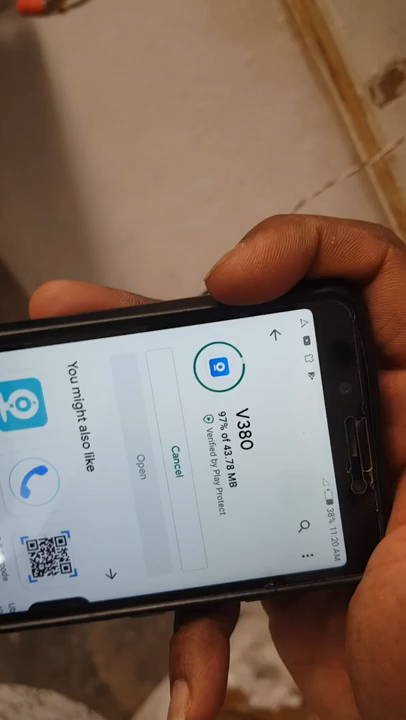 38% 11:20 AM
V380
97% of 43.78 MB
Verified by Play Protect
Cancel
Open
You might also like